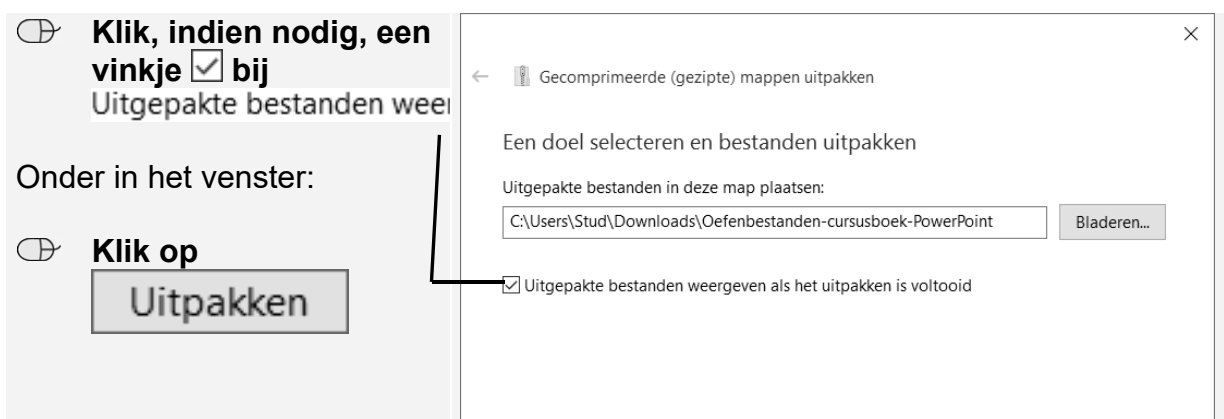 Klik, indien nodig, een
vinkje bij
Uitgepakte bestanden weer
Onder in het venster:
Klik op
Uitpakken
Gecomprimeerde (gezipte) mappen uitpakken
Een doel selecteren en bestanden uitpakken
Uitgepakte bestanden in deze map plaatsen:
C:\Users\Stud\Downloads\Oefenbestanden-cursusboek-PowerPoint
Bladeren...
Uitgepakte bestanden weergeven als het uitpakken is voltooid